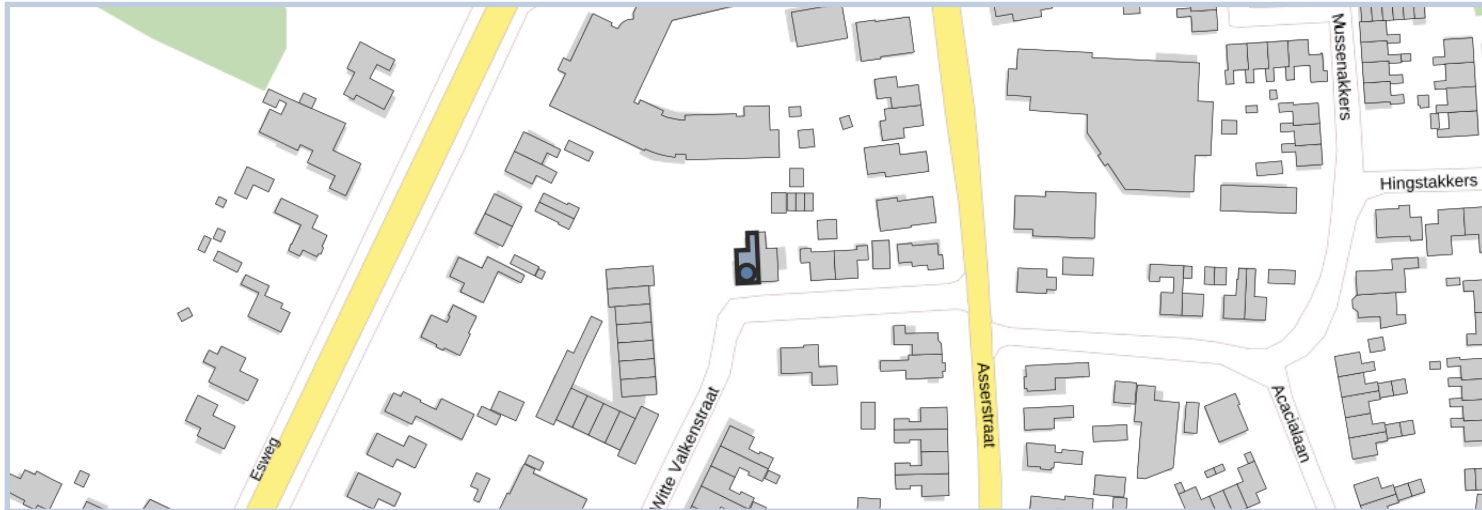 Mussenakkers
Hingstakkers
Esweg
Witte Valkenstraat
Asserstraat
Acacialaan